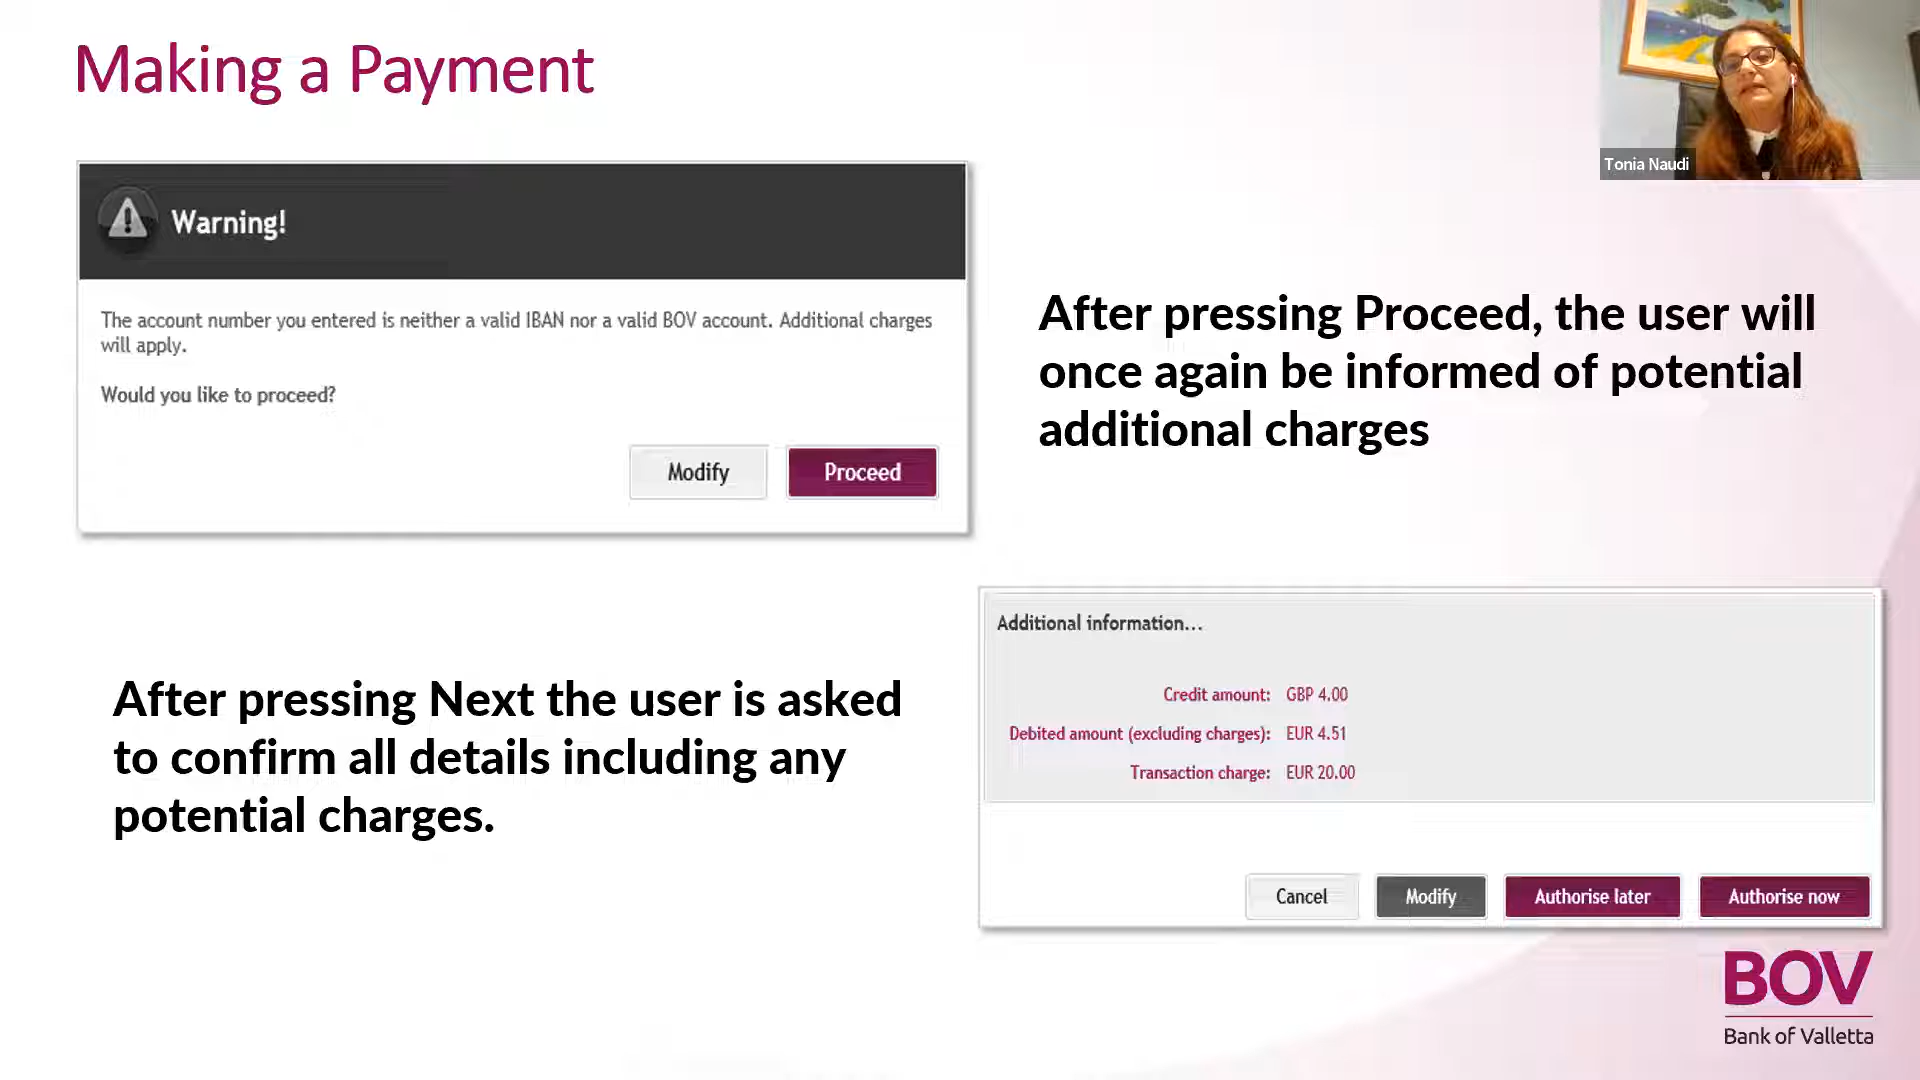 Making a Payment
Tonia Naudi
Warning!
The account number you entered is neither a valid IBAN nor a valid BOV account. Additional charges
will apply.
Would you like to proceed?
Modify
Proceed
After pressing Proceed, the user will
once again be informed of potential
additional charges
After pressing Next the user is asked
to confirm all details including any
potential charges.
Additional information...
Credit amount: GBP 4.00
Debited amount (excluding charges): EUR 4.51
Transaction charge: EUR 20.00
Cancel
Modify
Authorise later
Authorise now
BOV
Bank of Valletta